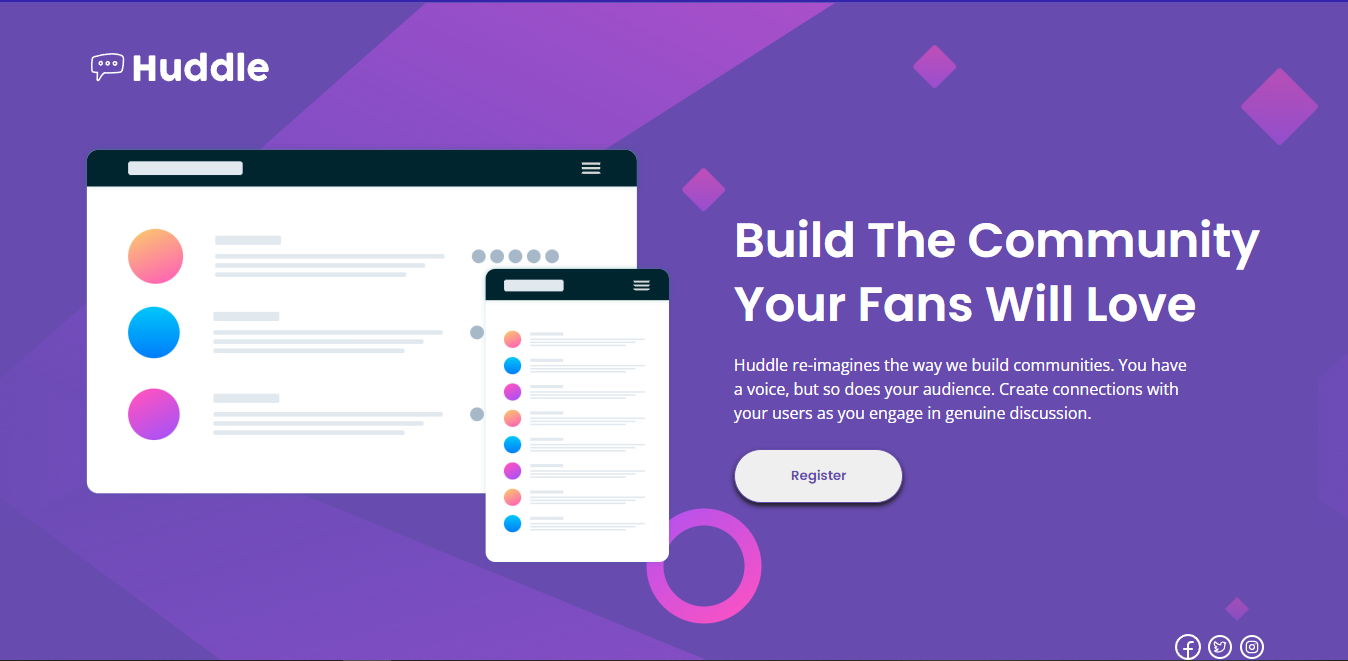 Huddle
Build The Community
Your Fans Will Love
Huddle re-imagines the way we build communities. You have
a voice, but so does your audience. Create connections with
your users as you engage in genuine discussion.
Register